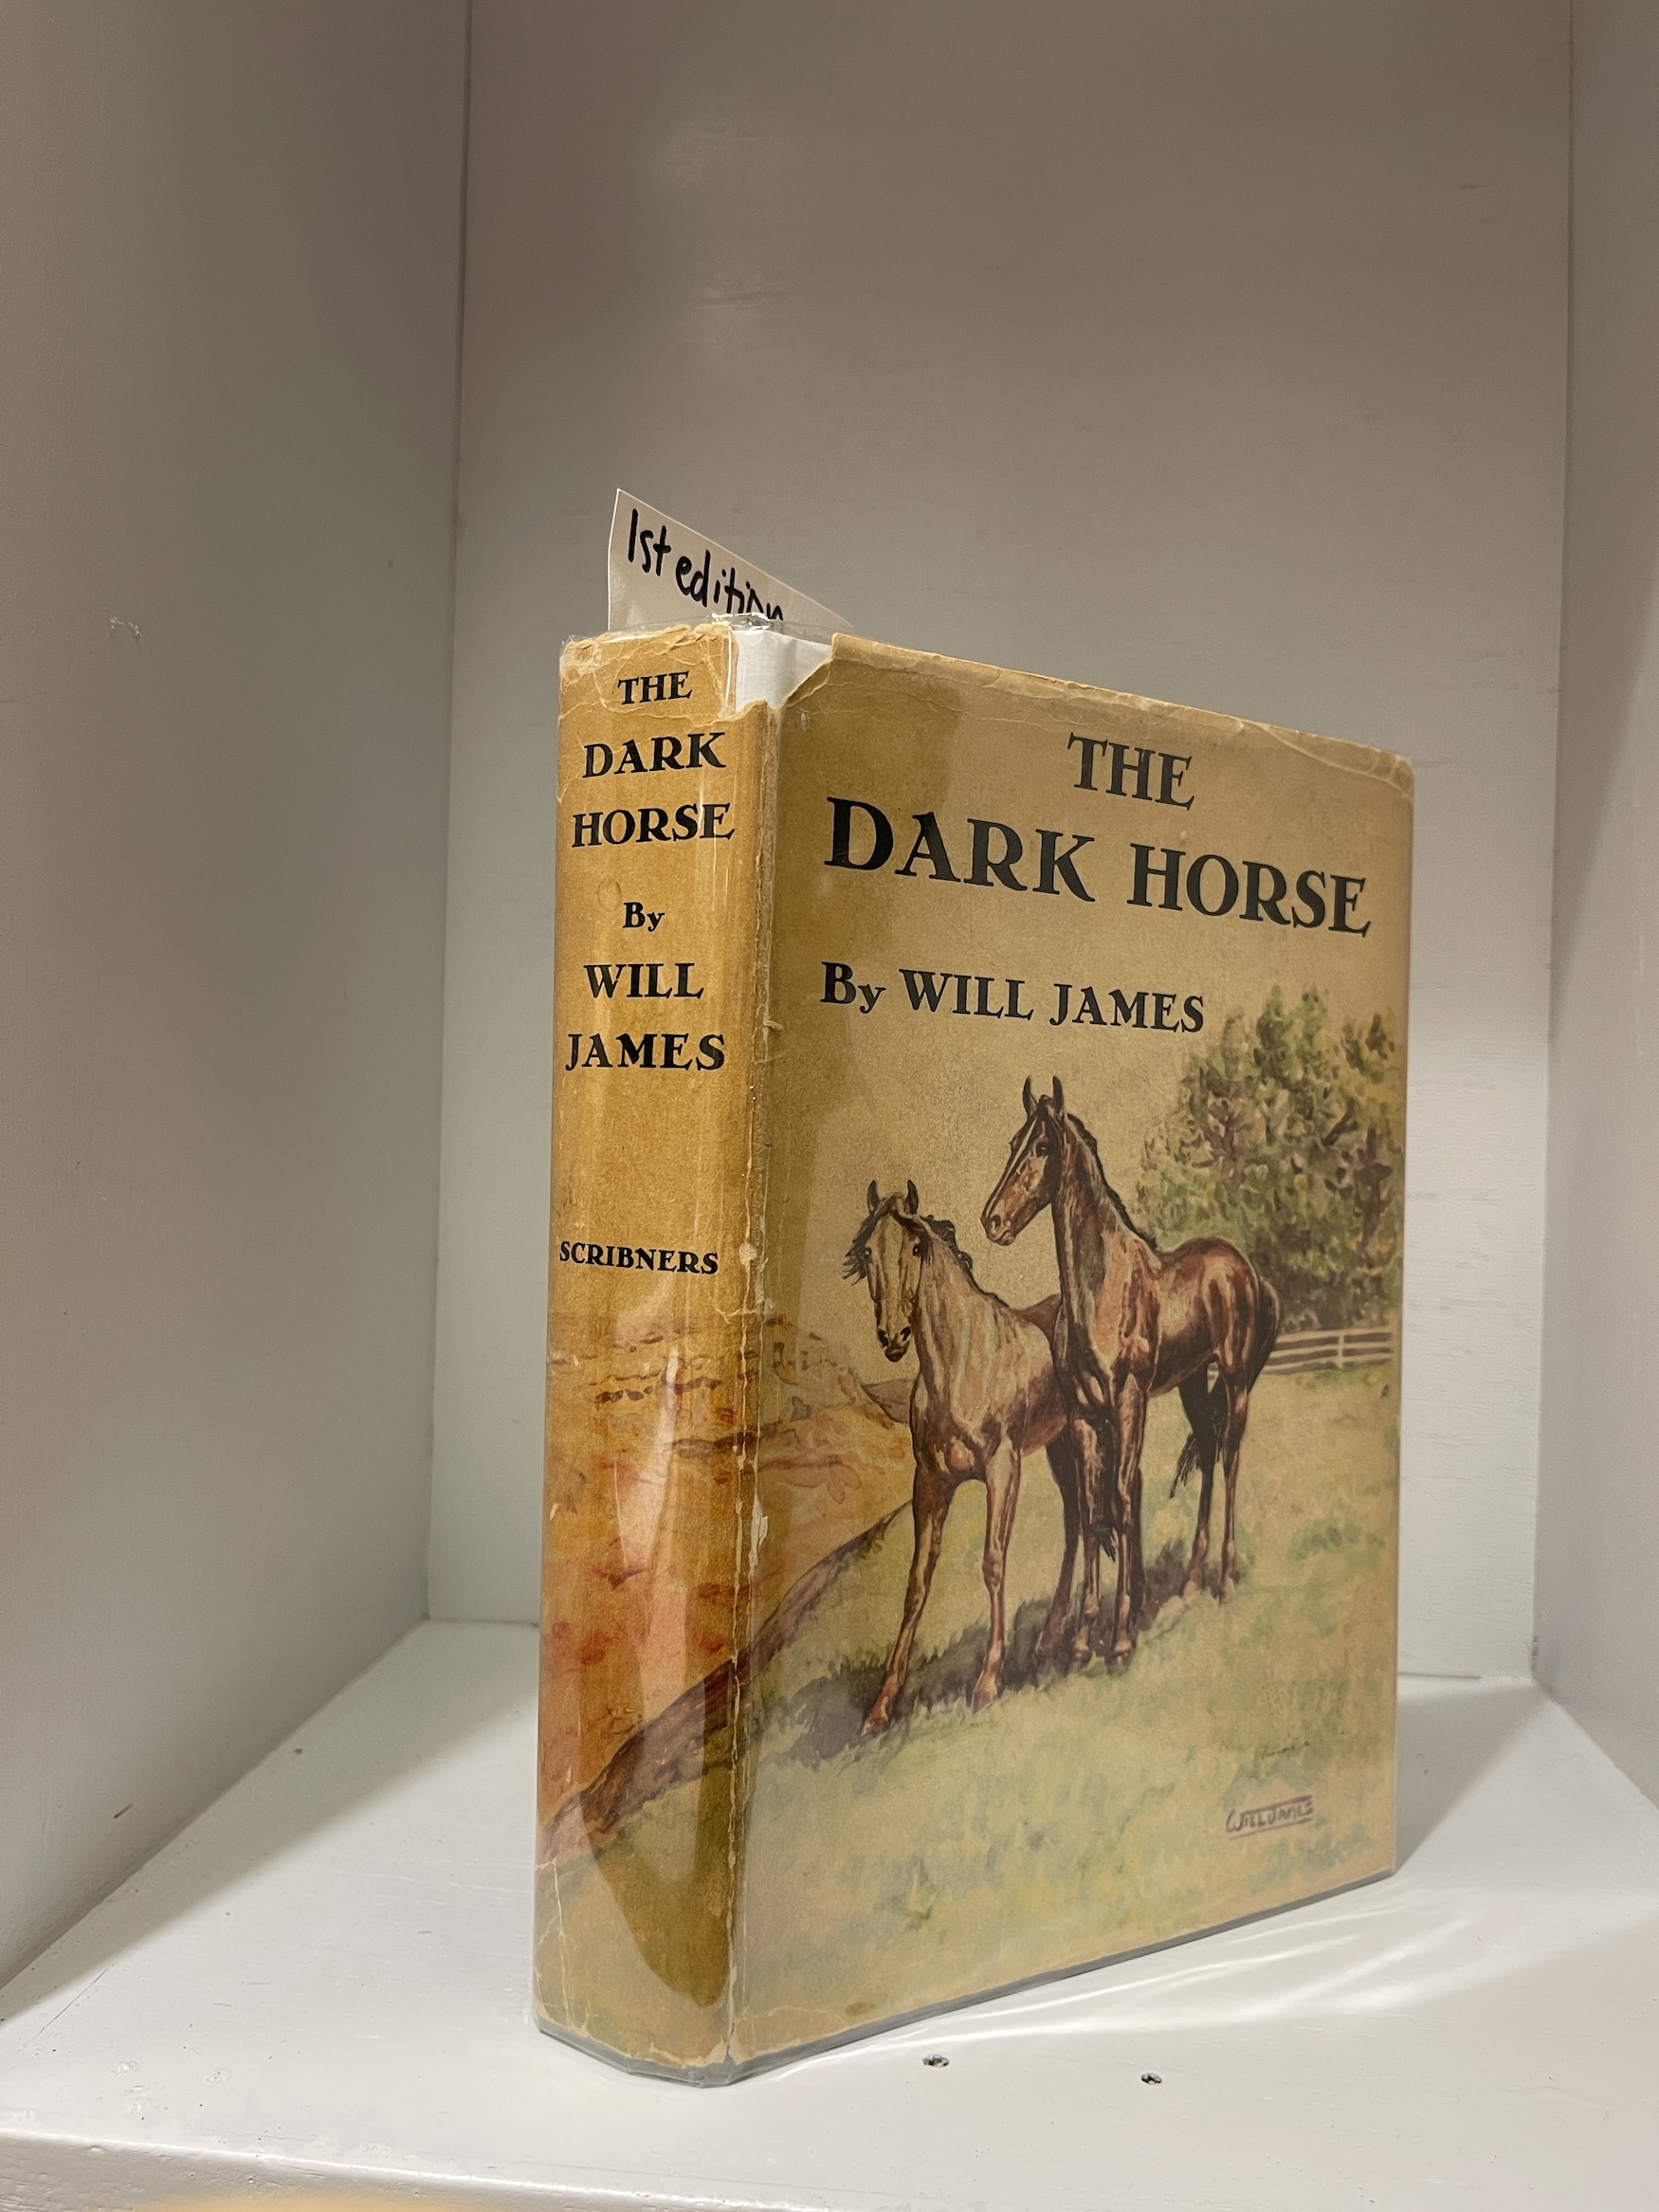 1st edition
THE
DARK
HORSE
By
WILL
JAMES
SCRIBNERS
THE
DARK HORSE
By WILL JAMES
WILL JAMES